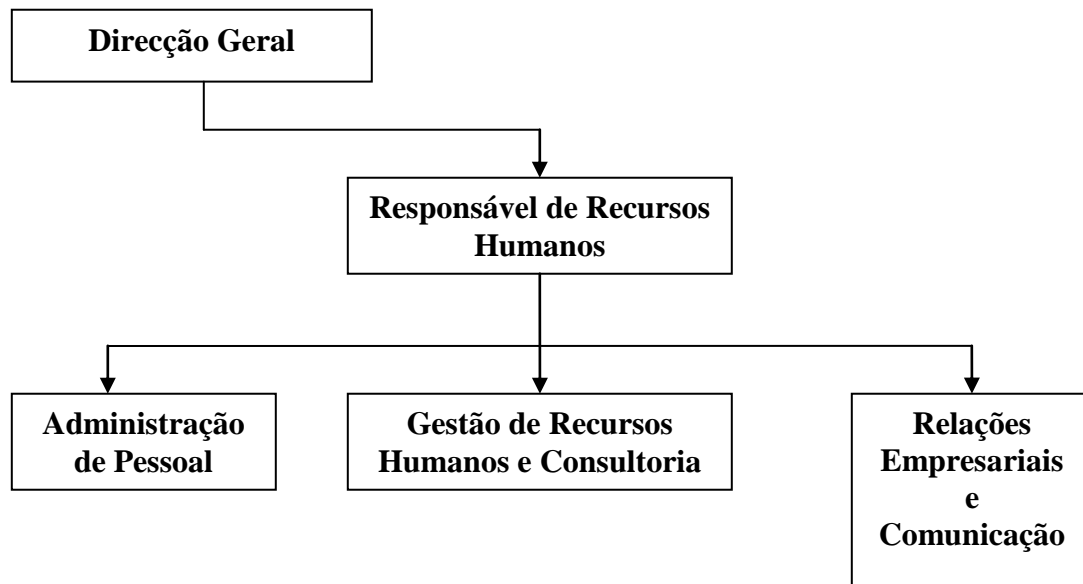 Direcção Geral
Responsável de Recursos
Humanos
Administração
de Pessoal
Gestão de Recursos
Humanos e Consultoria
Relações
Empresariais
e
Comunicação